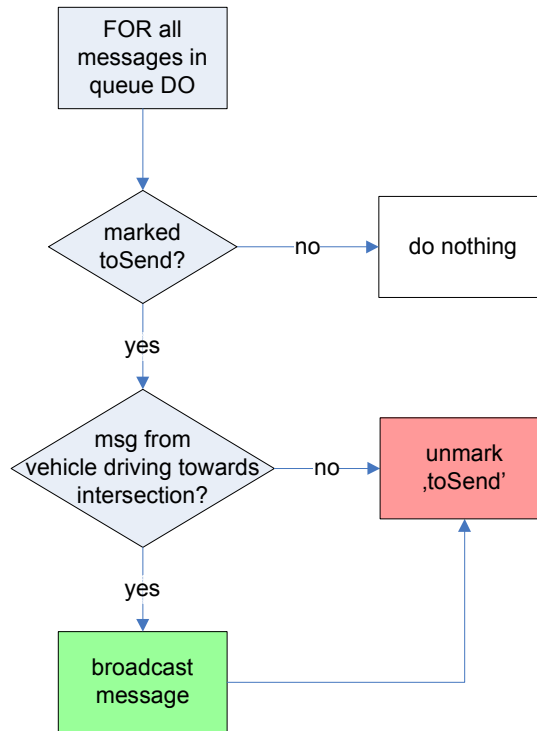 FOR all
messages in
queue DO
marked
toSend?
no
do nothing
yes
msg from
vehicle driving towards
intersection?
no
unmark
‚toSend’
yes
broadcast
message